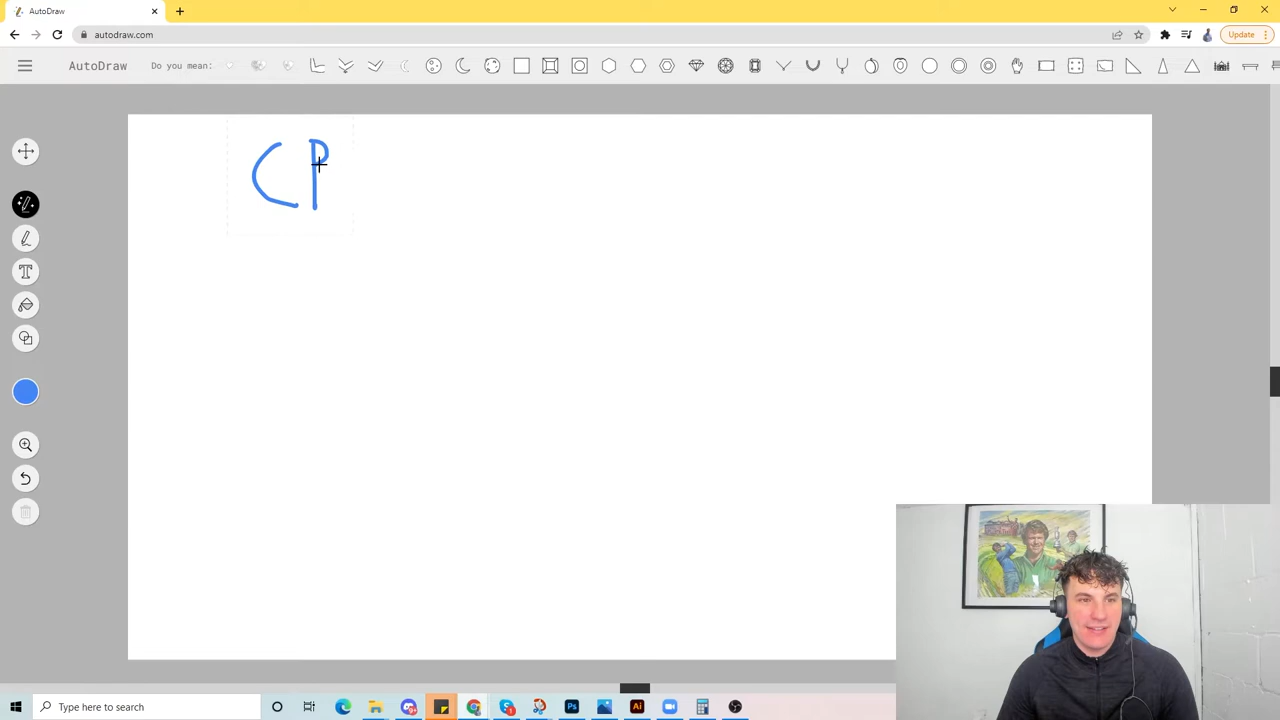 AutoDraw
autodraw.com
Update
AutoDraw
Do you mean:
CP
Type here to search